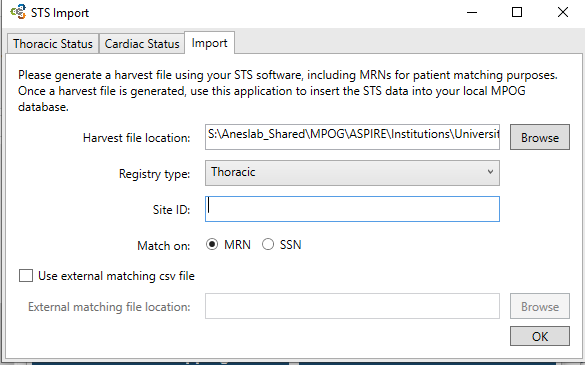 STS Import
Thoracic Status Cardiac Status Import
Please generate a harvest file using your STS software, including MRNs for patient matching purposes.
Once a harvest file is generated, use this application to insert the STS data into your local MPOG
database.
Harvest file location: S:\Aneslab_Shared\MPOG\ASPIRE\Institutions\Universit Browse
Registry type: Thoracic
Site ID:
Match on: MRN SSN
Use external matching csv file
External matching file location: Browse
OK